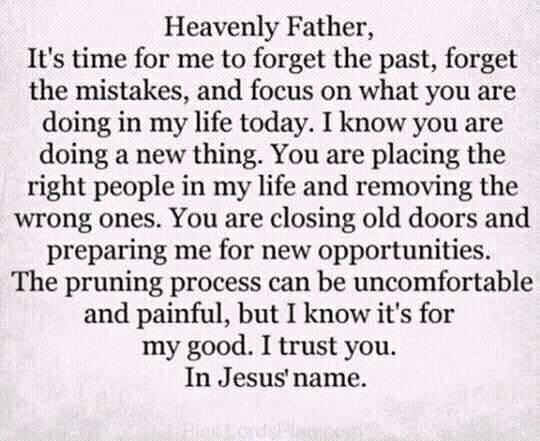 Heavenly Father,
It's time for me to forget the past, forget
the mistakes, and focus on what you are
doing in my life today. I know you are
doing a new thing. You are placing the
right people in my life and removing the
wrong ones. You are closing old doors and
preparing me for new opportunities.
The pruning process can be uncomfortable
and painful, but I know it's for
my good. I trust you.
In Jesus' name.